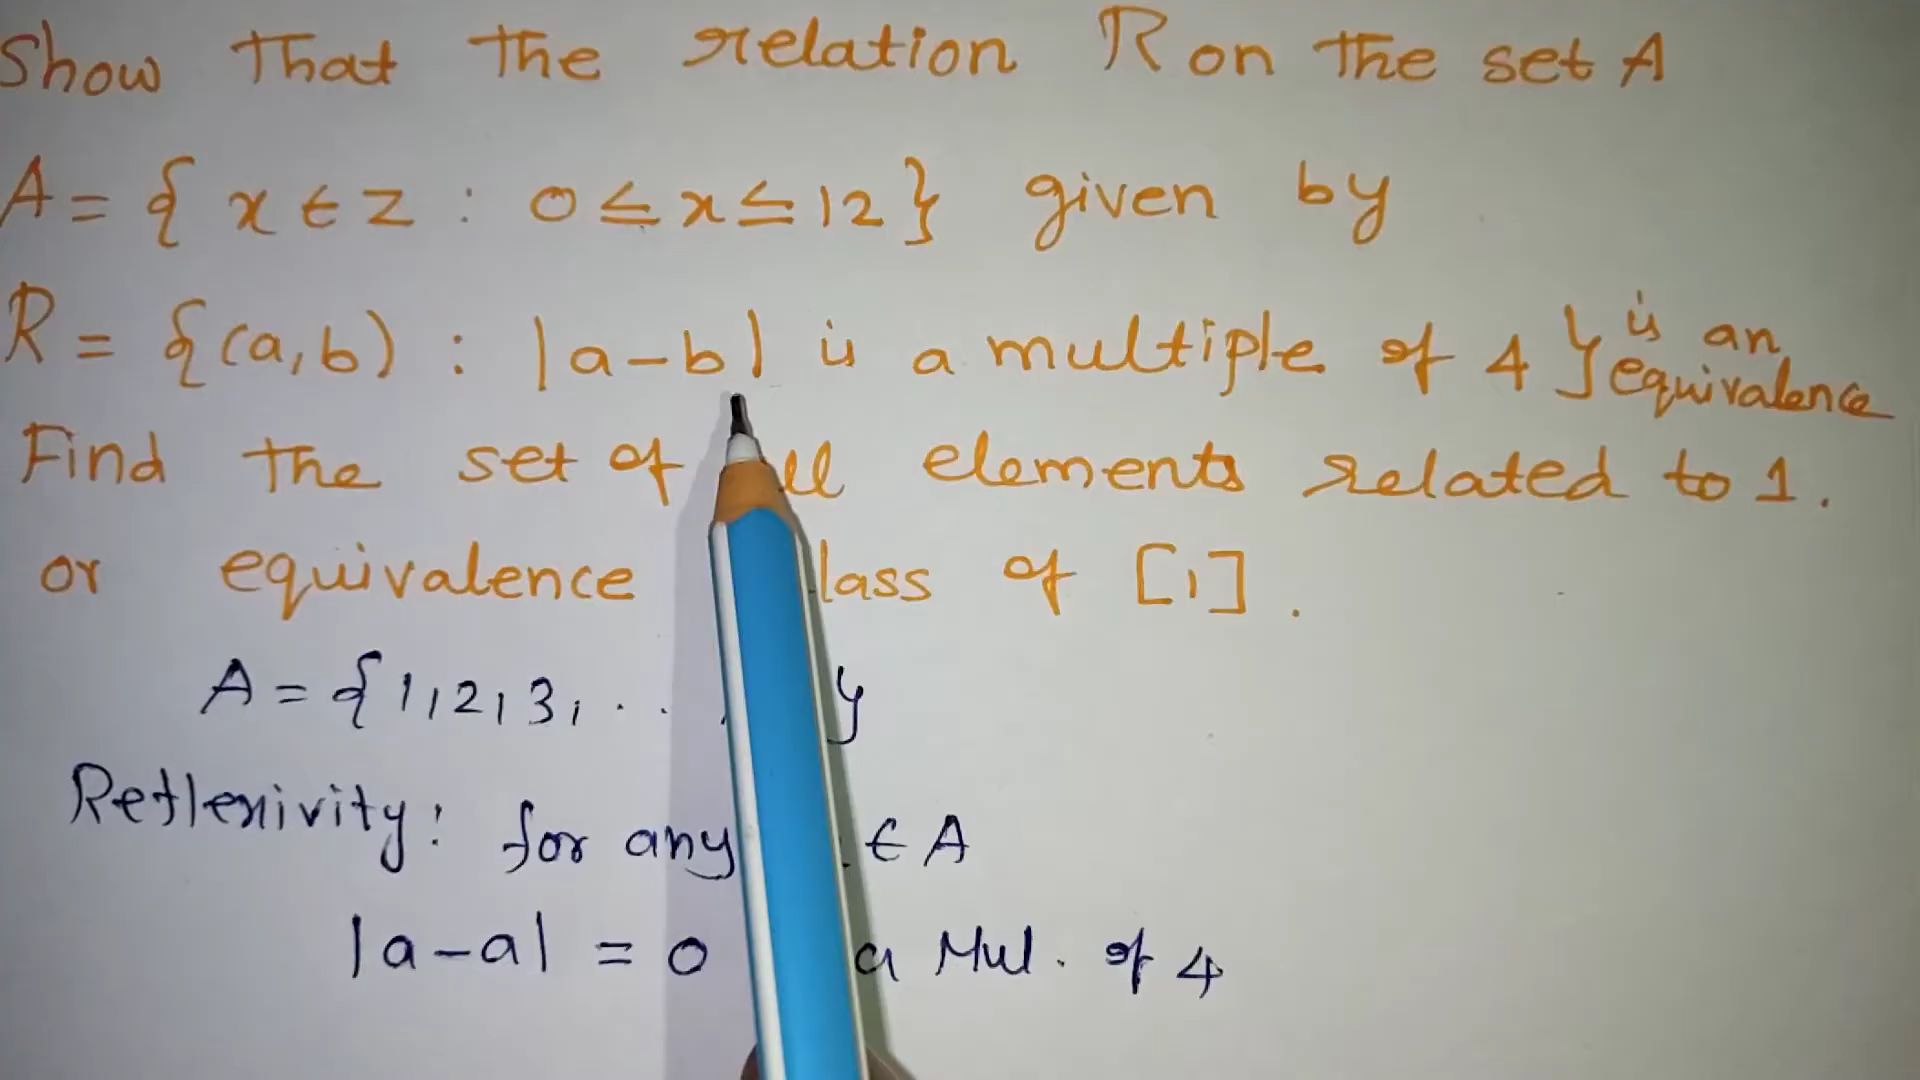 Show That the relation R on the set A
A = { x ∈ Z : 0 ≤ x ≤ 12 } given by
R = {(a,b) : |a-b| is a multiple of 4 } is an equivalence
Find the set of elements related to 1.
or equivalence of [1].
A = {1,2,3, . . }
Reflexivity: for any ∈ A
|a-a| = 0 a Mul. of 4